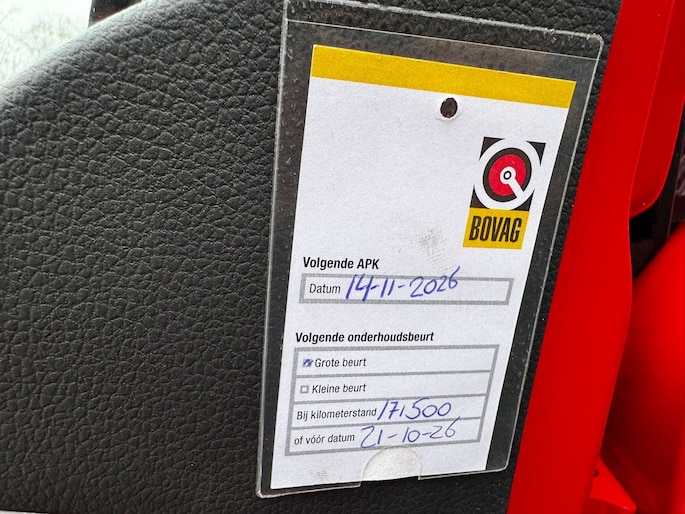 BOVAG
Volgende APK
Datum 14-11-2026
Volgende onderhoudsbeurt
Grote beurt
Kleine beurt
Bij kilometerstand 171500
of vóór datum 21-10-26